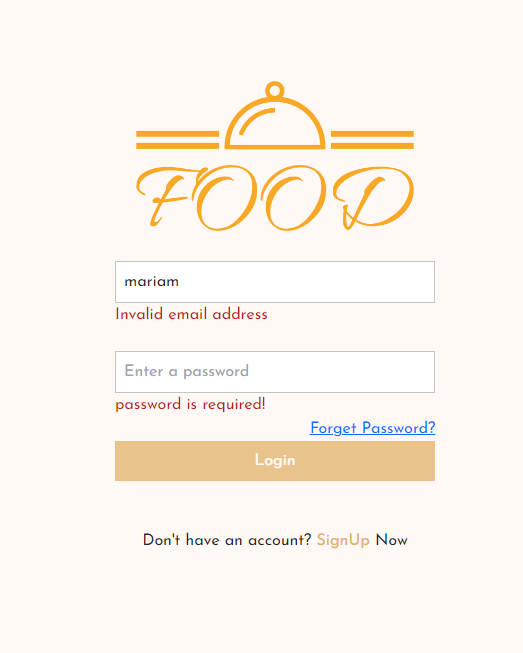 FOOD
mariam
Invalid email address
Enter a password
password is required!
Forget Password?
Login
Don't have an account? SignUp Now